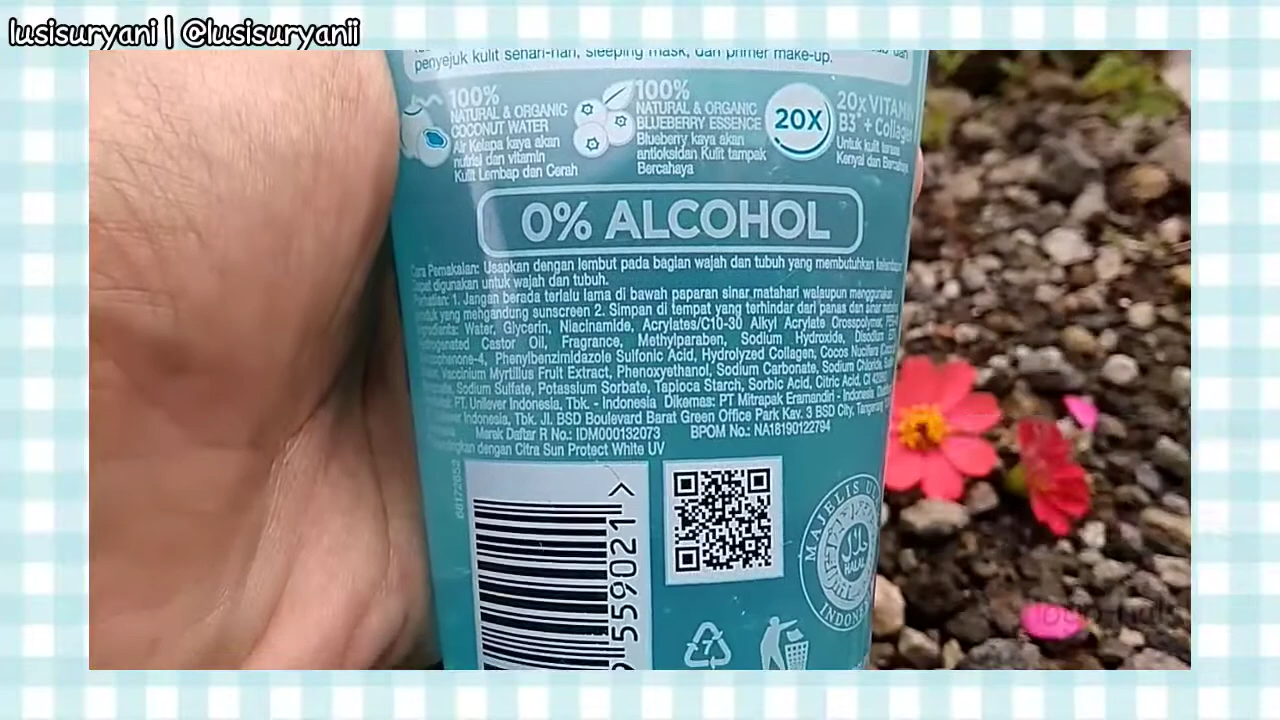 lusisuryani | @lusisuryanii
penyejuk kulit sehari-hari, sleeping mask, dan primer make-up.
100%
NATURAL & ORGANIC
COCONUT WATER
Air Kelapa kaya akan
nutrisi dan vitamin
Kulit Lembap dan Cerah
100%
NATURAL & ORGANIC
BLUEBERRY ESSENCE
Blueberry kaya akan
antioksidan Kulit tampak
Bercahaya
20X
20x VITAMIN
B3* + Collagen
Untuk kulit terasa
Kenyal dan Bercahaya
0% ALCOHOL
Cara Pemakaian: Usapkan dengan lembut pada bagian wajah dan tubuh yang membutuhkan
Dapat digunakan untuk wajah dan tubuh.
Perhatian: 1. Jangan berada terlalu lama di bawah paparan sinar matahari walaupun menggunakan
produk yang mengandung sunscreen 2. Simpan di tempat yang terhindar dari panas dan sinar
Ingredients: Water, Glycerin, Niacinamide, Acrylates/C10-30 Alkyl Acrylate Crosspolymer,
Hydrogenated Castor Oil, Fragrance, Methylparaben, Sodium Hydroxide, Disodium
Phenylbenzimidazole Sulfonic Acid, Hydrolyzed Collagen, Cocos Nucifera
Vaccinium Myrtillus Fruit Extract, Phenoxyethanol, Sodium Carbonate, Sodium Chloride,
Sodium Sulfate, Potassium Sorbate, Tapioca Starch, Sorbic Acid, Citric Acid, CI
PT. Unilever Indonesia, Tbk. - Indonesia Dikemas: PT Mitrapak Eramandiri - Indonesia,
Unilever Indonesia, Tbk. Jl. BSD Boulevard Barat Green Office Park Kav. 3 BSD City, Tangerang
Merek Daftar R No.: IDM000132073 BPOM No.: NA18190122794
dengan Citra Sun Protect White UV
68172652
559021 >
MAJELIS
حلال
HALAL
7